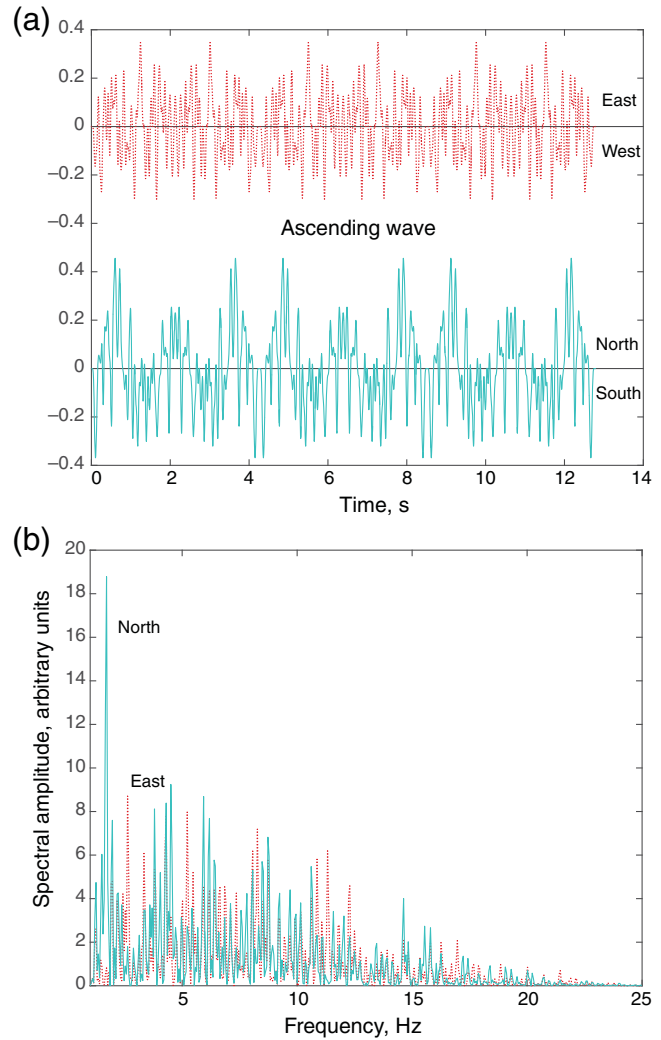 (a)
0.4
0.2
0
−0.2
−0.4
East
West
Ascending wave
0.4
0.2
0
−0.2
−0.4
North
South
0 2 4 6 8 10 12 14
Time, s
(b)
20
18
16
14
12
10
8
6
4
2
0
Spectral amplitude, arbitrary units
North
East
5 10 15 20 25
Frequency, Hz